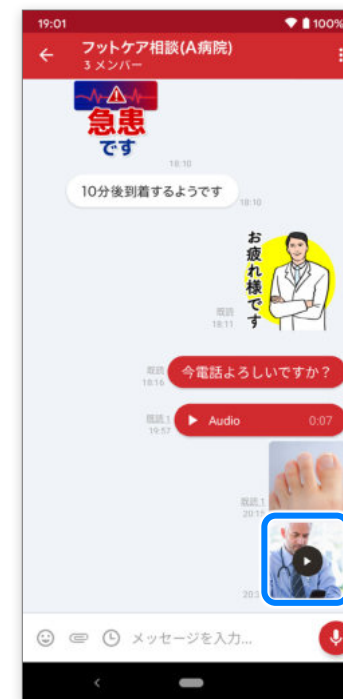 19:01
100%
フットケア相談(A病院)
3 メンバー
急患
です
18:10
10分後到着するようです
18:10
お疲れ様です
既読
18:11
既読
18:16
今電話よろしいですか？
既読 1
19:57
Audio
0:07
既読 1
メッセージを入力...